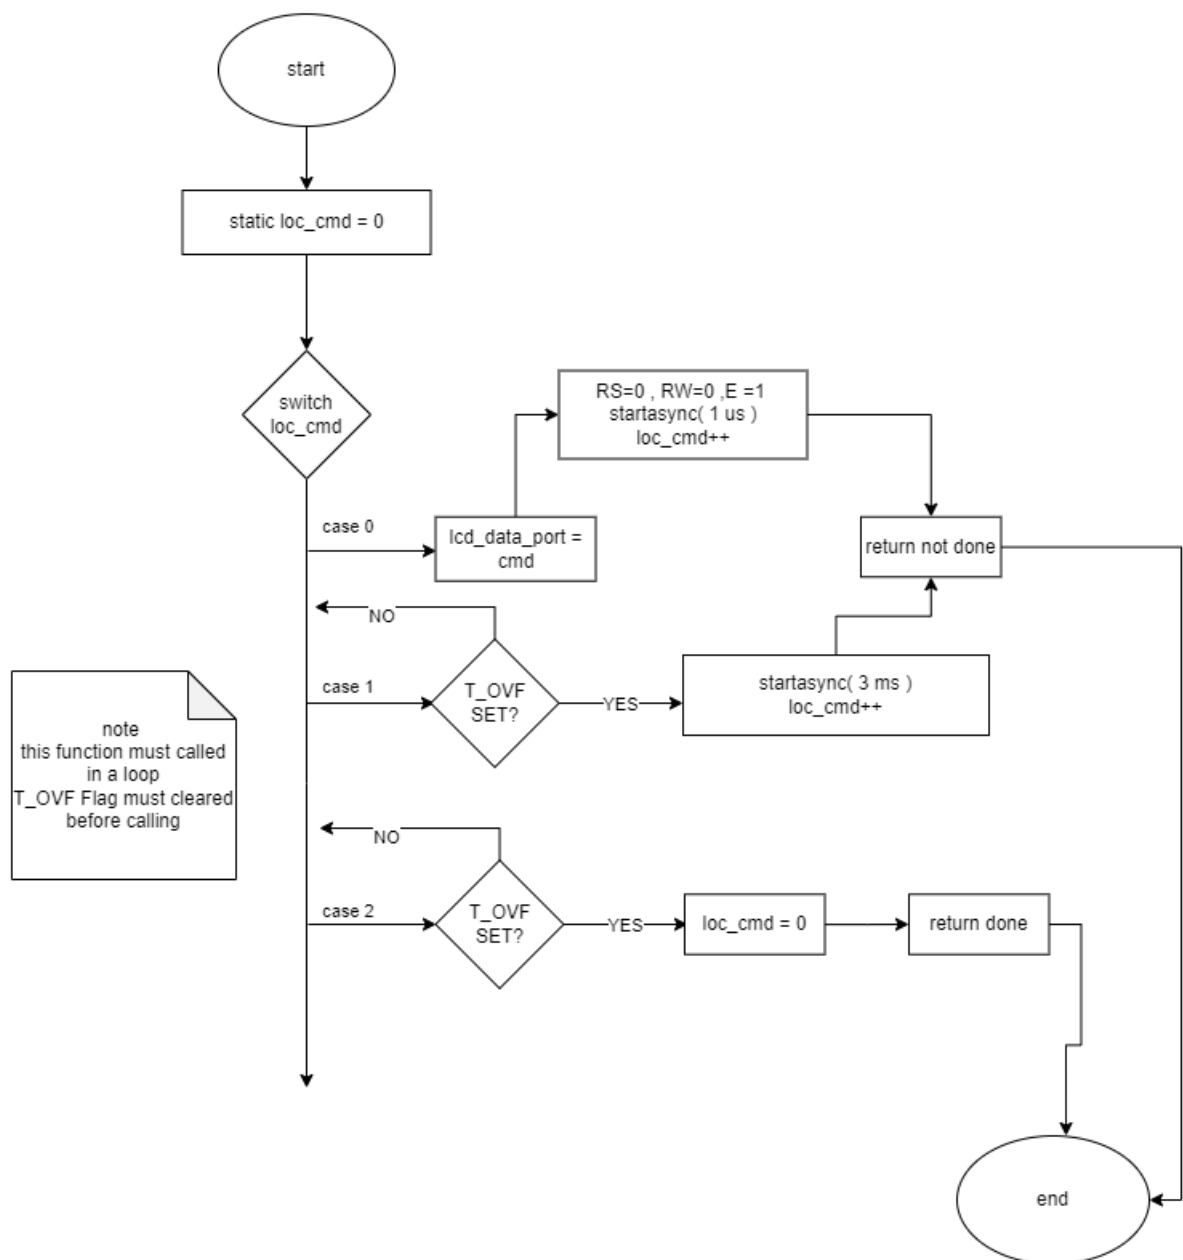 start
static loc_cmd = 0
switch
loc_cmd
RS=0 , RW=0 ,E =1
startasync( 1 us )
loc_cmd++
case 0
lcd_data_port =
cmd
return not done
NO
case 1
T_OVF
SET?
YES
startasync( 3 ms )
loc_cmd++
note
this function must called
in a loop
T_OVF Flag must cleared
before calling
NO
case 2
T_OVF
SET?
YES
loc_cmd = 0
return done
end